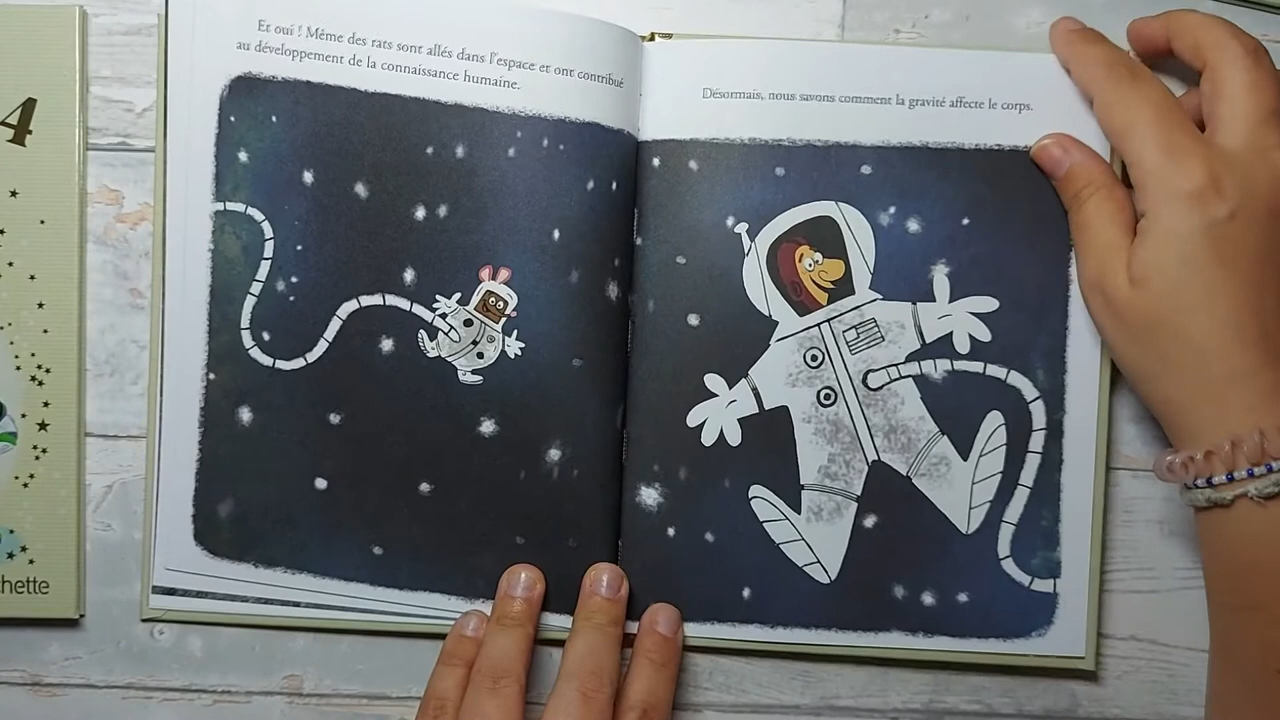 Et oui ! Même des rats sont allés dans l'espace et ont contribué
au développement de la connaissance humaine.
Désormais, nous savons comment la gravité affecte le corps.
4
chette